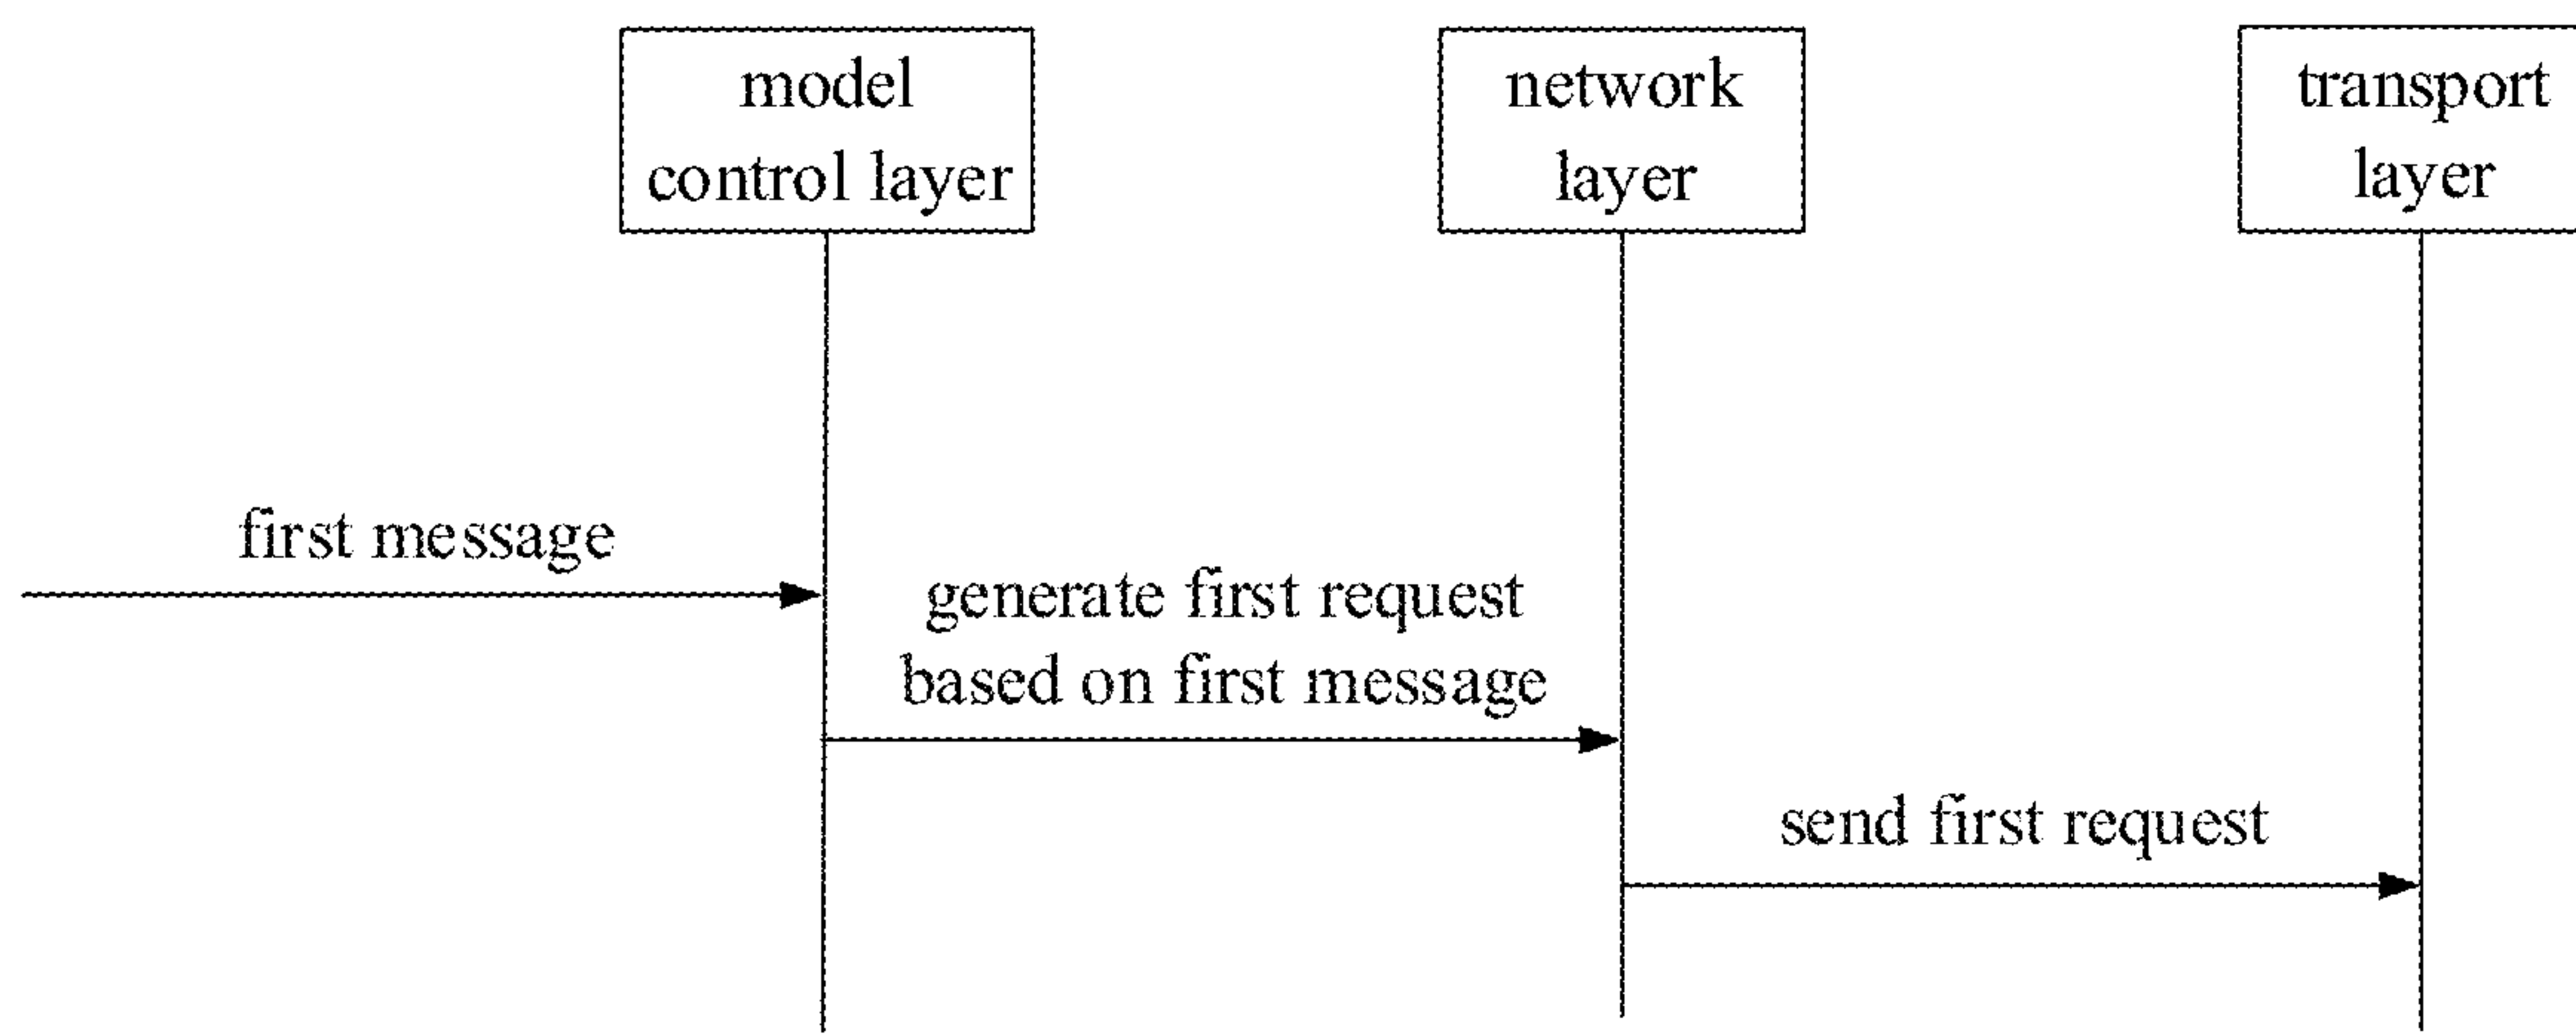 model
control layer
network
layer
transport
layer
first message
generate first request
based on first message
send first request